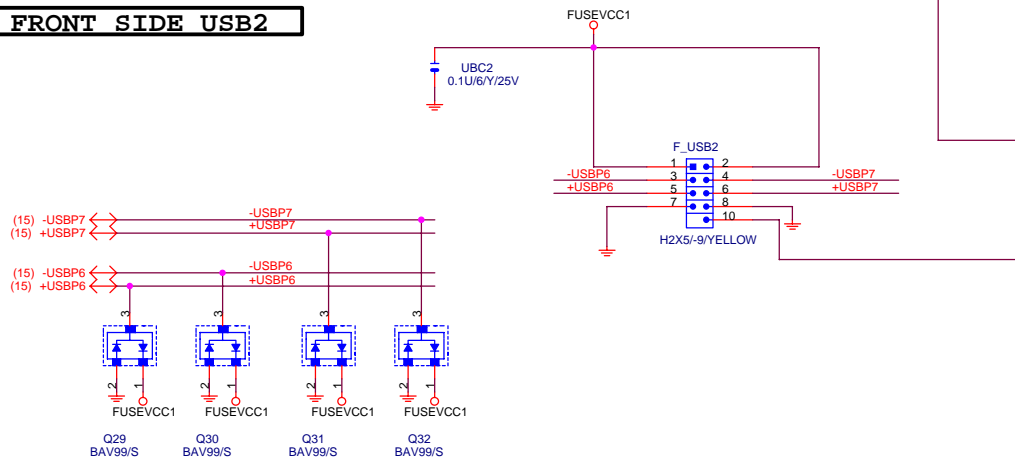 FRONT SIDE USB2
FUSEVCC1
UBC2
0.1U/6/Y/25V
F_USB2
1 2
-USBP6 3 4 -USBP7
+USBP6 5 6 +USBP7
7 8
10
H2X5/-9/YELLOW
(15) -USBP7 -USBP7
(15) +USBP7 +USBP7
(15) -USBP6 -USBP6
(15) +USBP6 +USBP6
3 3 3 3
2 1 2 1 2 1 2 1
FUSEVCC1 FUSEVCC1 FUSEVCC1 FUSEVCC1
Q29 Q30 Q31 Q32
BAV99/S BAV99/S BAV99/S BAV99/S